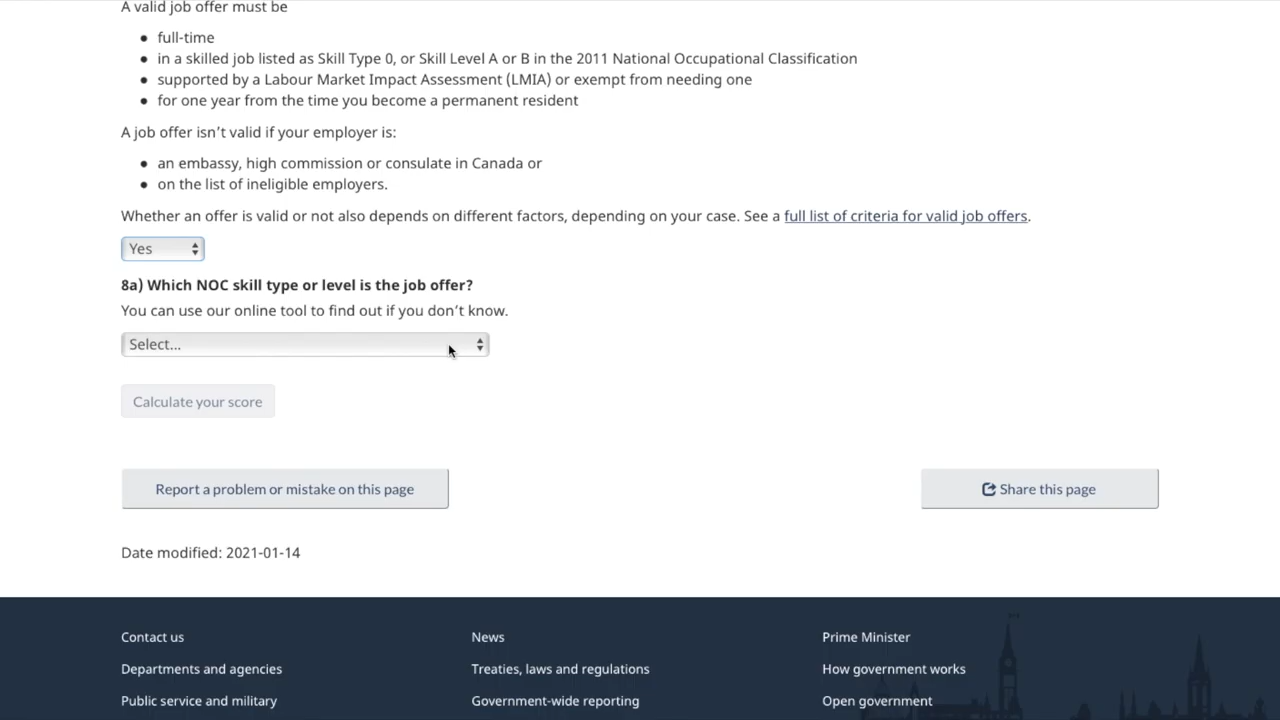 A valid job offer must be
• full-time
• in a skilled job listed as Skill Type 0, or Skill Level A or B in the 2011 National Occupational Classification
• supported by a Labour Market Impact Assessment (LMIA) or exempt from needing one
• for one year from the time you become a permanent resident
A job offer isn't valid if your employer is:
• an embassy, high commission or consulate in Canada or
• on the list of ineligible employers.
Whether an offer is valid or not also depends on different factors, depending on your case. See a full list of criteria for valid job offers.
Yes
8a) Which NOC skill type or level is the job offer?
You can use our online tool to find out if you don't know.
Select...
Calculate your score
Report a problem or mistake on this page
Share this page
Date modified: 2021-01-14
Contact us
News
Prime Minister
Departments and agencies
Treaties, laws and regulations
How government works
Public service and military
Government-wide reporting
Open government